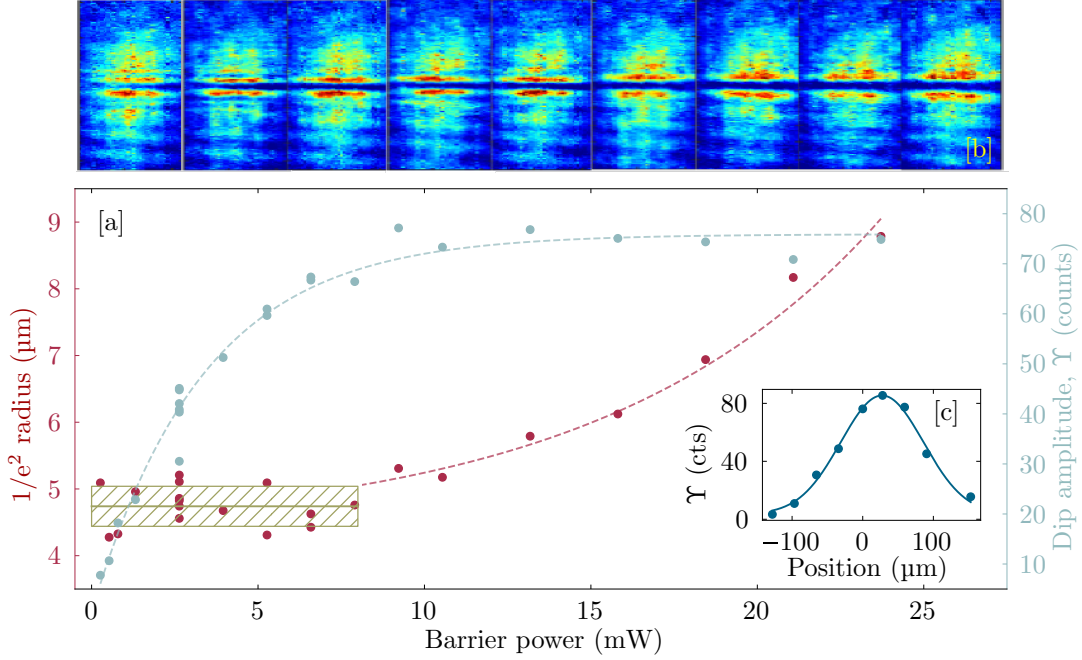 [b]
[a]
1/e² radius (µm)
9
8
7
6
5
4
Dip amplitude, ϒ (counts)
80
70
60
50
40
30
20
10
[c]
ϒ (cts)
80
40
0
−100 0 100
Position (µm)
0 5 10 15 20 25
Barrier power (mW)